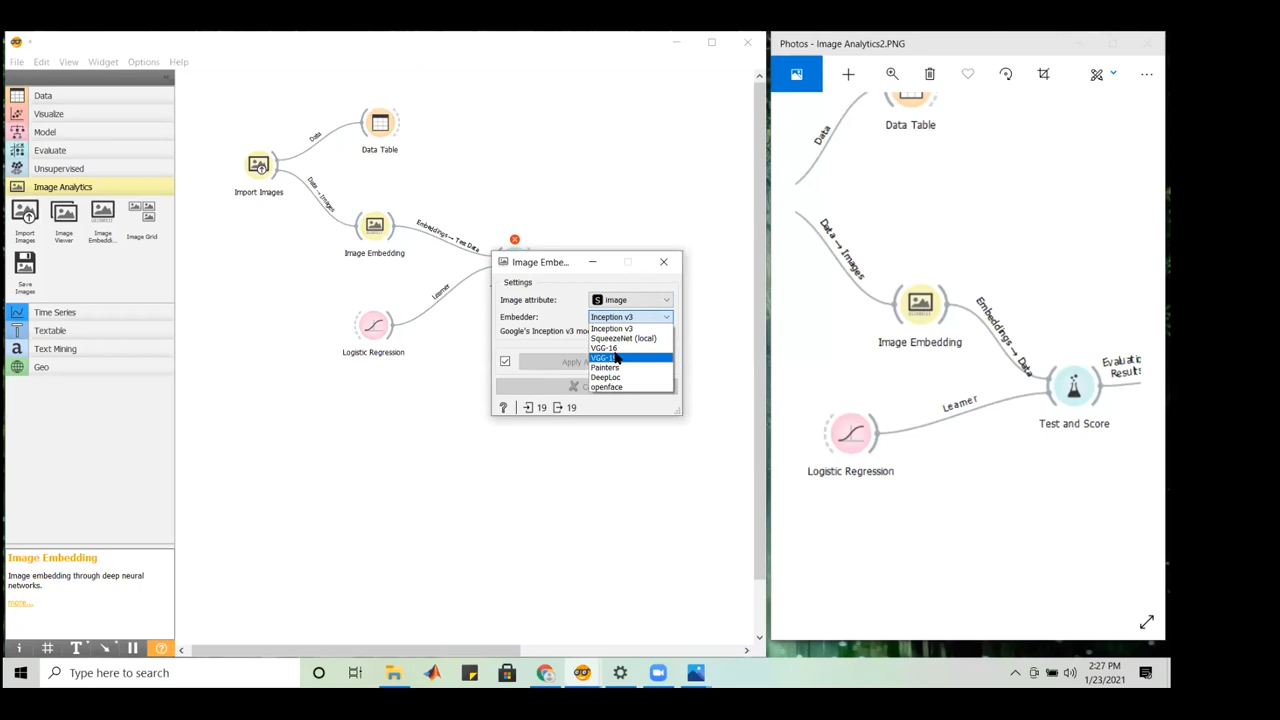 File Edit View Widget Options Help
Data
Visualize
Model
Evaluate
Unsupervised
Image Analytics
Import Images
Image Viewer
Image Embeddi...
Image Grid
Save Images
Time Series
Textable
Text Mining
Geo
Image Embedding
Image embedding through deep neural
networks.
more...
Data
Data Table
Import Images
Data → Images
Image Embedding
Embeddings → Test Data
Learner
Logistic Regression
Image Embe...
Settings
Image attribute: S image
Embedder: Inception v3
Google's Inception v3
Inception v3
SqueezeNet (local)
VGG-16
Painters
DeepLoc
openface
Apply
? 19 19
Photos - Image Analytics2.PNG
Data
Data Table
Data → Images
Image Embedding
Embeddings → Data
Evaluation
Results
Learner
Test and Score
Logistic Regression
Type here to search
2:27 PM
1/23/2021